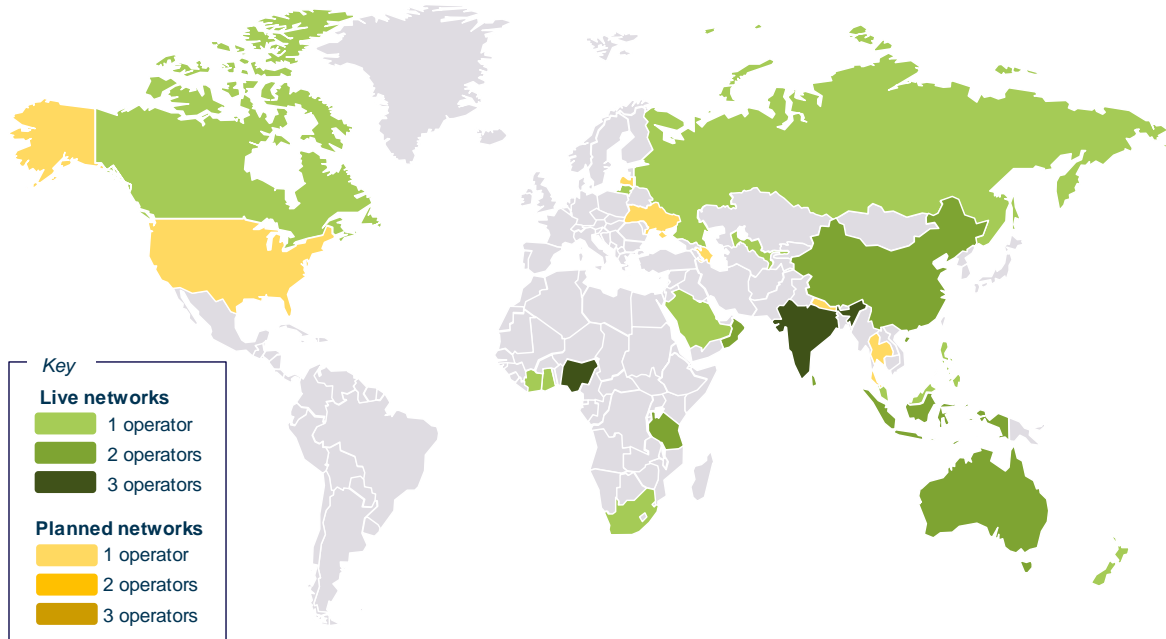 Key
Live networks
1 operator
2 operators
3 operators
Planned networks
1 operator
2 operators
3 operators